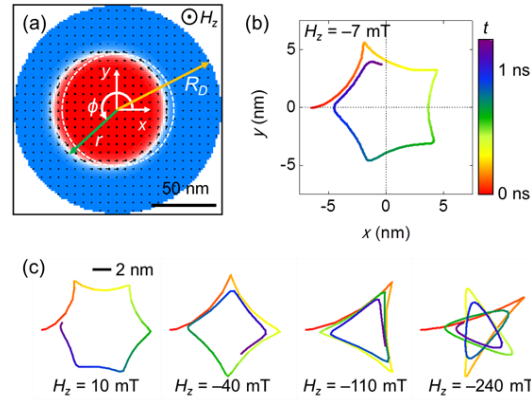 (a)
⊙ H_z
y
R_D
ϕ
x
r
50 nm
(b)
H_z = –7 mT
t
5
0
-5
y (nm)
-5
0
5
x (nm)
1 ns
0 ns
(c)
2 nm
H_z = 10 mT
H_z = –40 mT
H_z = –110 mT
H_z = –240 mT